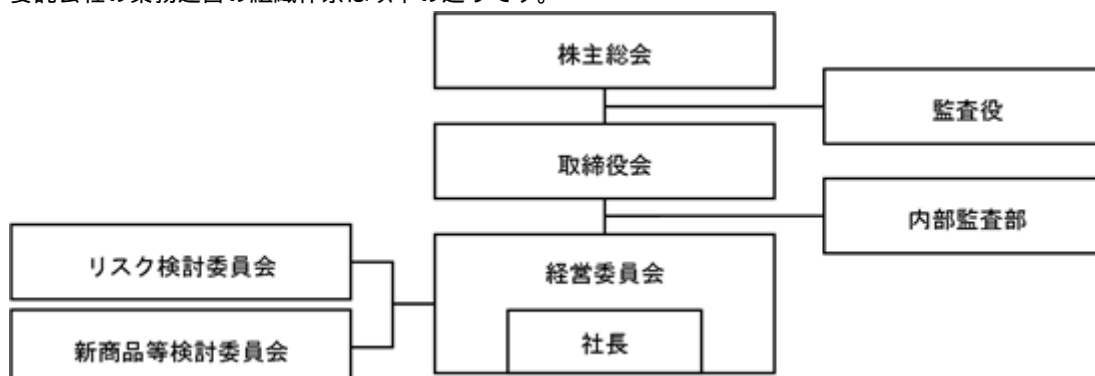 株主総会
監査役
取締役会
内部監査部
リスク検討委員会
経営委員会
新商品等検討委員会
社長